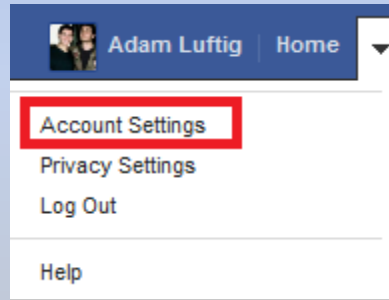 Adam Luftig Home
Account Settings
Privacy Settings
Log Out
Help